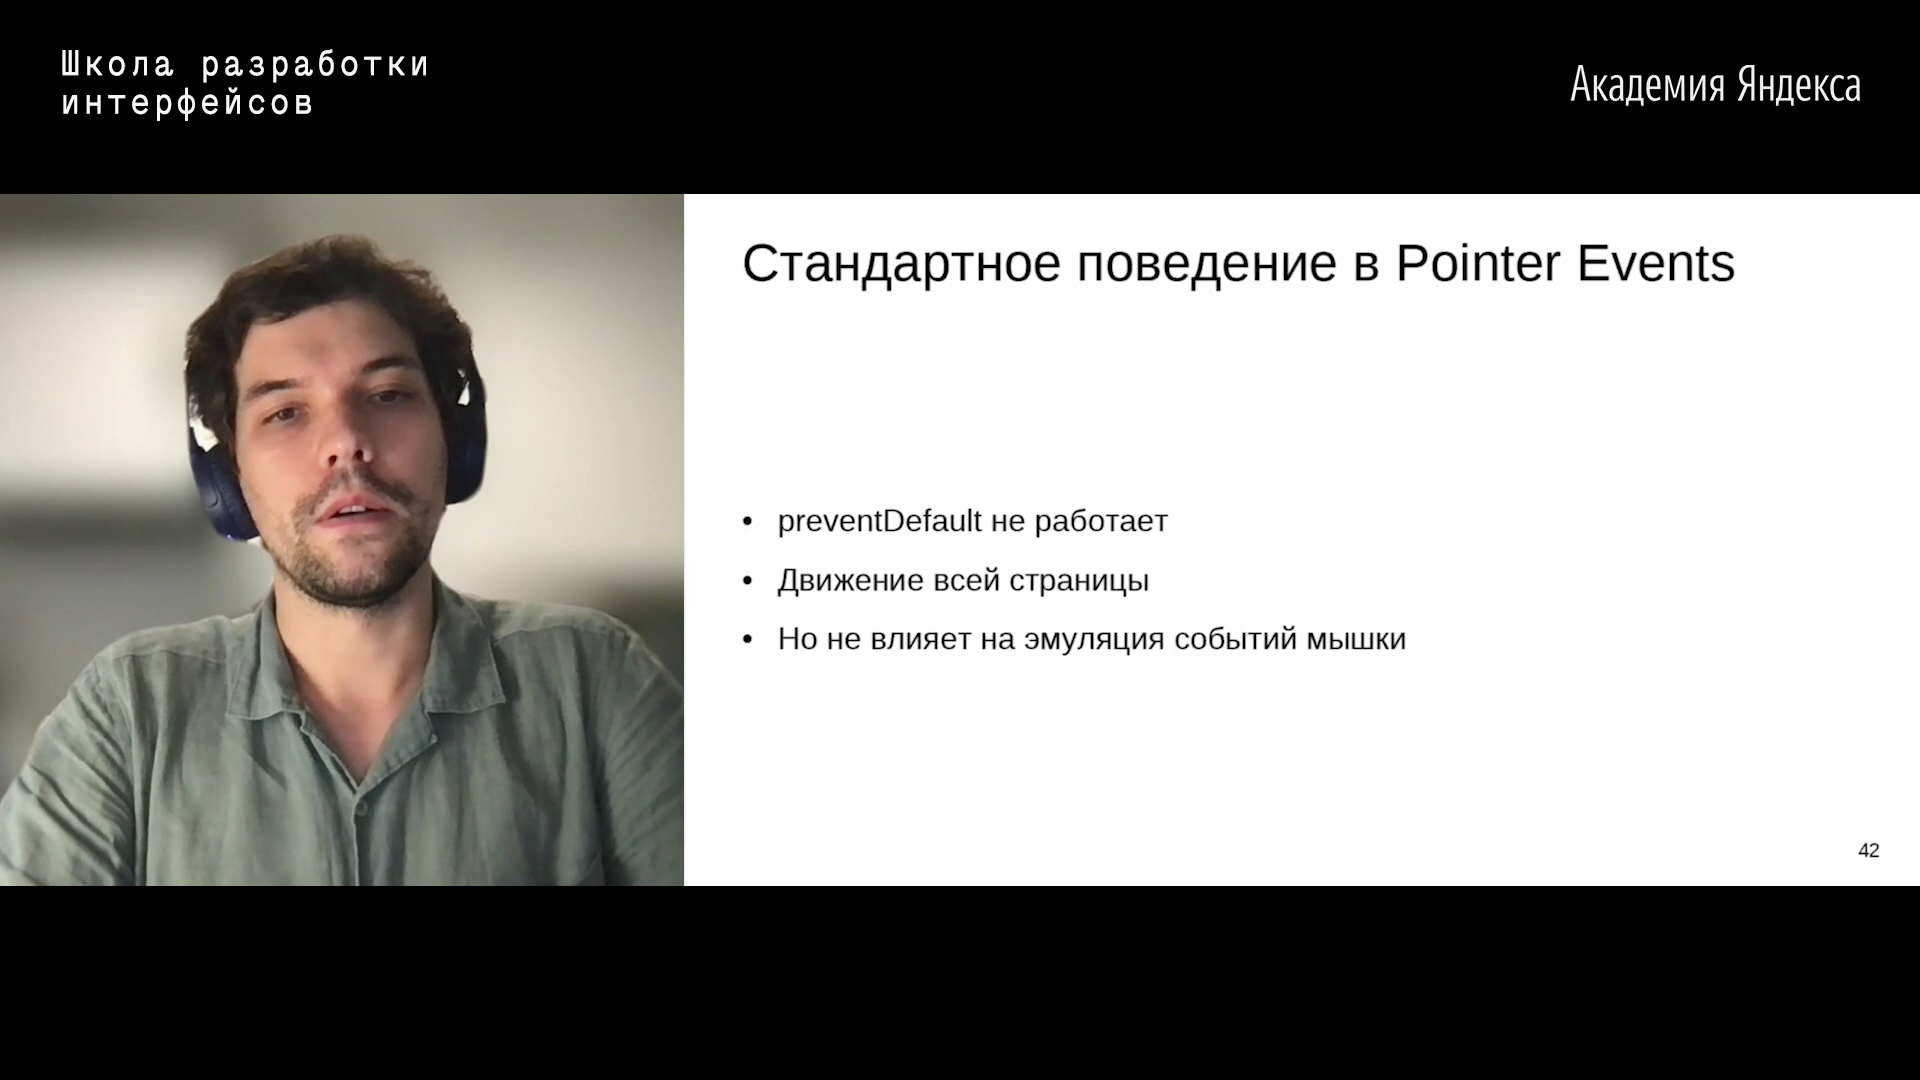 Школа разработки
интерфейсов
Академия Яндекса
Стандартное поведение в Pointer Events
• preventDefault не работает
• Движение всей страницы
• Но не влияет на эмуляция событий мышки
42